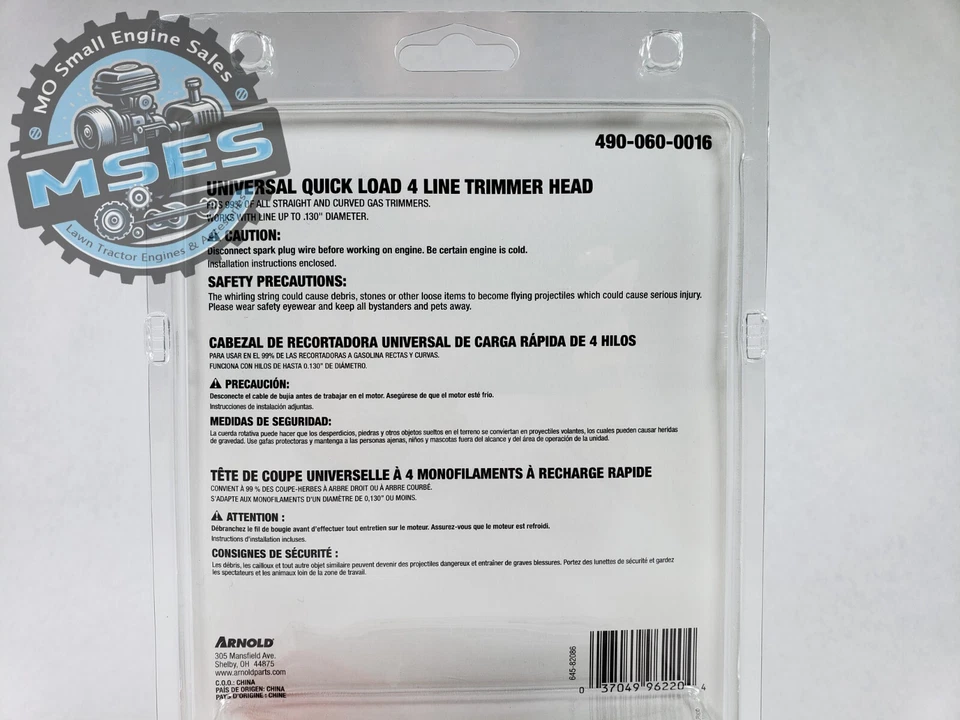 MO Small Engine Sales
MSES
Lawn Tractor Engines &
490-060-0016
UNIVERSAL QUICK LOAD 4 LINE TRIMMER HEAD
FITS 99% OF ALL STRAIGHT AND CURVED GAS TRIMMERS.
WORKS WITH LINE UP TO .130" DIAMETER.
CAUTION:
Disconnect spark plug wire before working on engine. Be certain engine is cold.
Installation instructions enclosed.
SAFETY PRECAUTIONS:
The whirling string could cause debris, stones or other loose items to become flying projectiles which could cause serious injury.
Please wear safety eyewear and keep all bystanders and pets away.
CABEZAL DE RECORTADORA UNIVERSAL DE CARGA RÁPIDA DE 4 HILOS
PARA USAR EN EL 99% DE LAS RECORTADORAS A GASOLINA RECTAS Y CURVAS.
FUNCIONA CON HILOS DE HASTA 0.130" DE DIÁMETRO.
PRECAUCIÓN:
Desconecte el cable de bujía antes de trabajar en el motor. Asegúrese de que el motor esté frío.
Instrucciones de instalación adjuntas.
MEDIDAS DE SEGURIDAD:
La cuerda rotativa puede hacer que los desperdicios, piedras y otros objetos sueltos en el terreno se conviertan en proyectiles volantes, los cuales pueden causar heridas
de gravedad. Use gafas protectoras y mantenga a las personas ajenas, niños y mascotas fuera del alcance y del área de operación de la unidad.
TÊTE DE COUPE UNIVERSELLE À 4 MONOFILAMENTS À RECHARGE RAPIDE
CONVIENT À 99 % DES COUPE-HERBES À ARBRE DROIT OU À ARBRE COURBÉ.
S'ADAPTE AUX MONOFILAMENTS D'UN DIAMÈTRE DE 0,130" OU MOINS.
ATTENTION :
Débranchez le fil de bougie avant d'effectuer tout entretien sur le moteur. Assurez-vous que le moteur est refroidi.
Instructions d'installation incluses.
CONSIGNES DE SÉCURITÉ :
Les débris, les cailloux et tout autre objet similaire peuvent devenir des projectiles dangereux et entraîner de graves blessures. Portez des lunettes de sécurité et gardez
les spectateurs et les animaux loin de la zone de travail.
ARNOLD
305 Mansfield Ave.
Shelby, OH 44875
www.arnoldparts.com
C.O.O.: CHINA
PAÍS DE ORIGEN: CHINA
PAYS D'ORIGINE : CHINE
645-82086
0 37049 96220 4